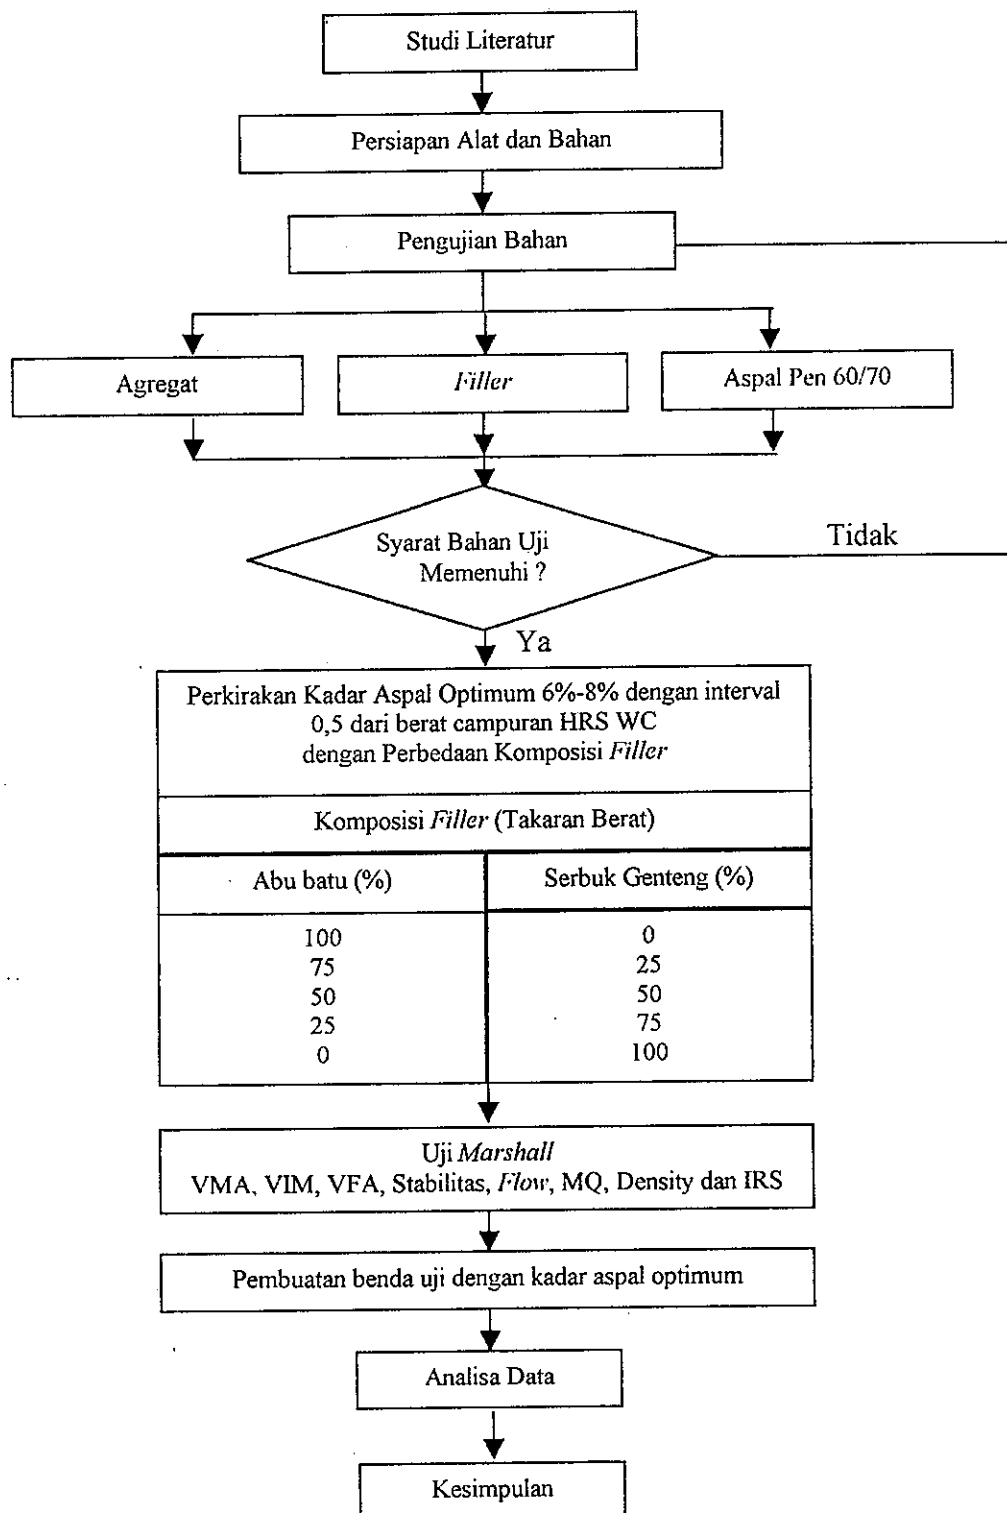 Studi Literatur
Persiapan Alat dan Bahan
Pengujian Bahan
Agregat
Filler
Aspal Pen 60/70
Syarat Bahan Uji
Memenuhi ?
Tidak
Ya
Perkirakan Kadar Aspal Optimum 6%-8% dengan interval
0,5 dari berat campuran HRS WC
dengan Perbedaan Komposisi Filler
Komposisi Filler (Takaran Berat)
Abu batu (%)
Serbuk Genteng (%)
100
0
75
25
50
50
25
75
0
100
Uji Marshall
VMA, VIM, VFA, Stabilitas, Flow, MQ, Density dan IRS
Pembuatan benda uji dengan kadar aspal optimum
Analisa Data
Kesimpulan